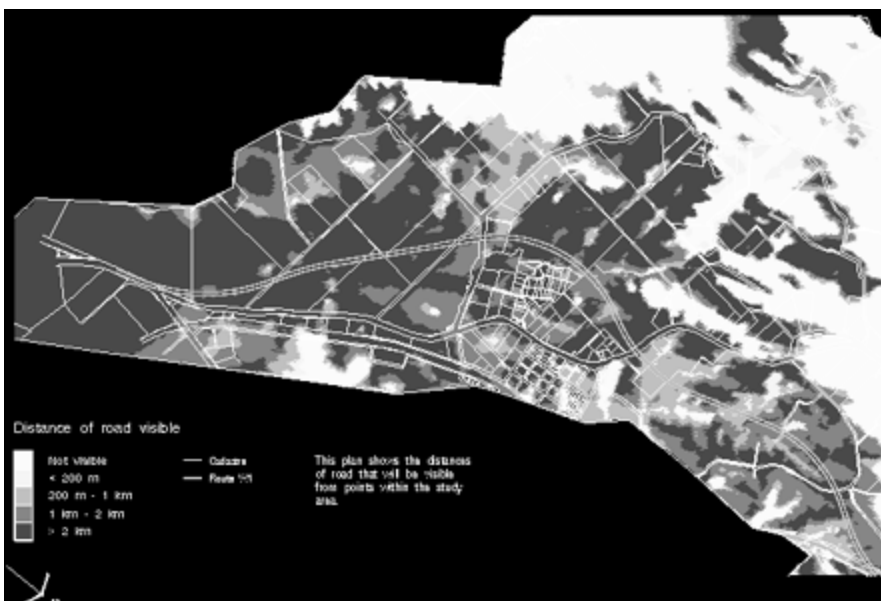 Distance of road visible
Not visible
< 200 m
200 m - 1 km
1 km - 2 km
> 2 km
Cadastre
Route
This plan shows the distances
of road that will be visible
from points within the study
area.